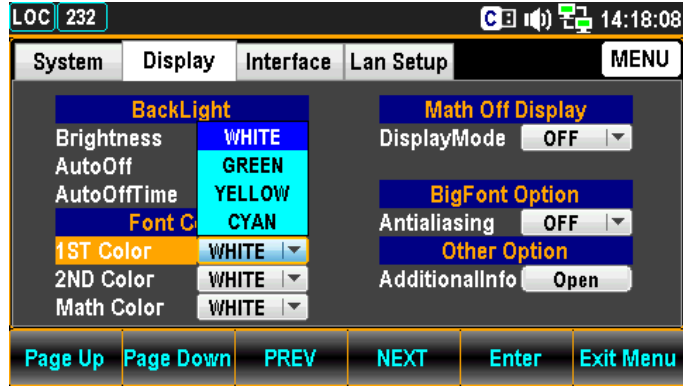 LOC 232 C 14:18:08
System Display Interface Lan Setup MENU
BackLight
Brightness
AutoOff
AutoOffTime
WHITE
GREEN
YELLOW
CYAN
Font C
1ST Color WHITE
2ND Color WHITE
Math Color WHITE
Math Off Display
DisplayMode OFF
BigFont Option
Antialiasing OFF
Other Option
AdditionalInfo Open
Page Up Page Down PREV NEXT Enter Exit Menu